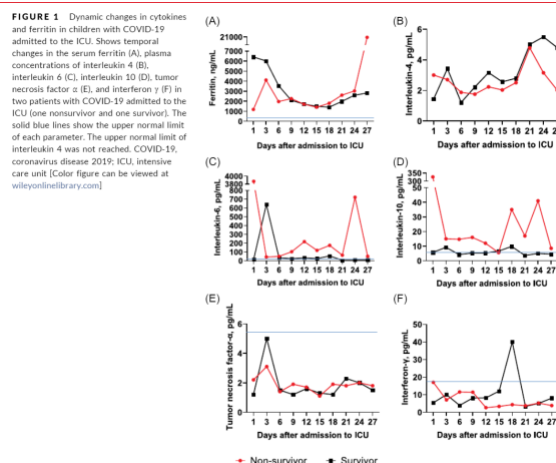 FIGURE 1 Dynamic changes in cytokines
and ferritin in children with COVID-19
admitted to the ICU. Shows temporal
changes in the serum ferritin (A), plasma
concentrations of interleukin 4 (B),
interleukin 6 (C), interleukin 10 (D), tumor
necrosis factor α (E), and interferon γ (F) in
two patients with COVID-19 admitted to the
ICU (one nonsurvivor and one survivor). The
solid blue lines show the upper normal limit
of each parameter. The upper normal limit of
interleukin 4 was not reached. COVID-19,
coronavirus disease 2019; ICU, intensive
care unit [Color figure can be viewed at
wileyonlinelibrary.com]
(A)
Ferritin, ng/mL
21000
7000
6000
5000
4000
3000
2000
1000
0
1 3 6 9 12 15 18 21 24 27
Days after admission to ICU
(B)
Interleukin-4, pg/mL
6
4
2
0
1 3 6 9 12 15 18 21 24 27
Days after admission to ICU
(C)
Interleukin-6, pg/mL
4000
3800
800
700
600
500
400
300
200
100
0
1 3 6 9 12 15 18 21 24 27
Days after admission to ICU
(D)
Interleukin-10, pg/mL
350
300
50
40
30
20
10
0
1 3 6 9 12 15 18 21 24 27
Days after admission to ICU
(E)
Tumor necrosis factor-α, pg/mL
6
4
2
0
1 3 6 9 12 15 18 21 24 27
Days after admission to ICU
(F)
Interferon-γ, pg/mL
50
40
30
20
10
0
1 3 6 9 12 15 18 21 24 27
Days after admission to ICU
Non-survivor Survivor